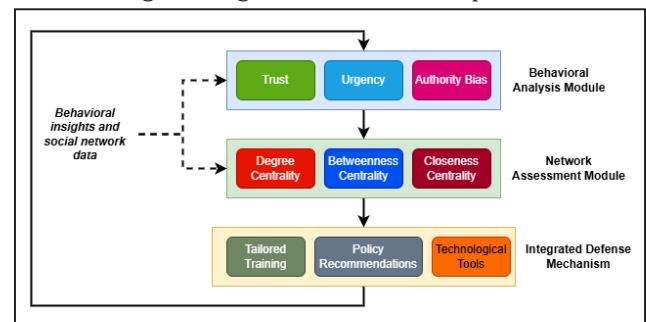 Trust
Urgency
Authority Bias
Behavioral
Analysis Module
Behavioral
insights and
social network
data
Degree
Centrality
Betweenness
Centrality
Closeness
Centrality
Network
Assessment Module
Tailored
Training
Policy
Recommendations
Technological
Tools
Integrated Defense
Mechanism